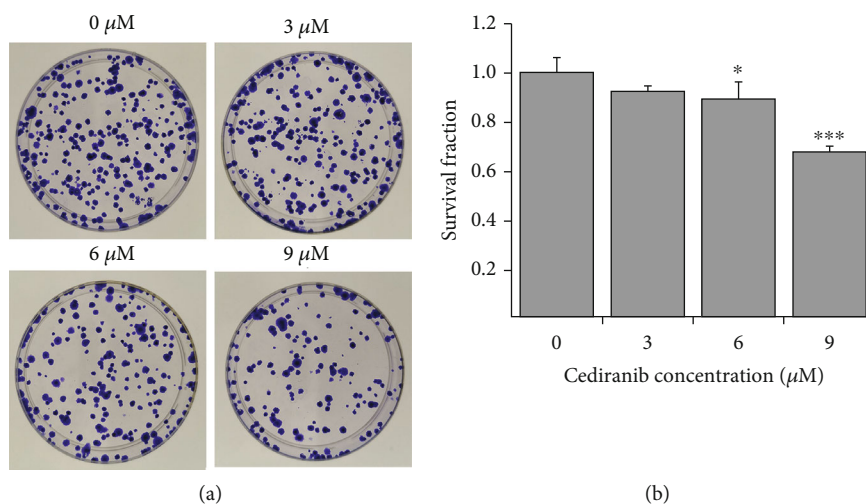 0 μM
3 μM
6 μM
9 μM
(a)
1.2
1.0
0.8
0.6
0.4
0.2
Survival fraction
*
***
0 3 6 9
Cediranib concentration (μM)
(b)